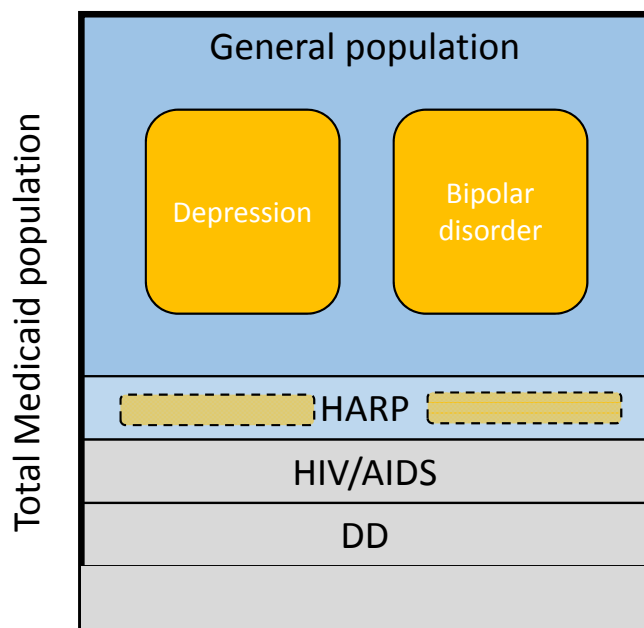 Total Medicaid population
General population
Depression
Bipolar
disorder
HARP
HIV/AIDS
DD